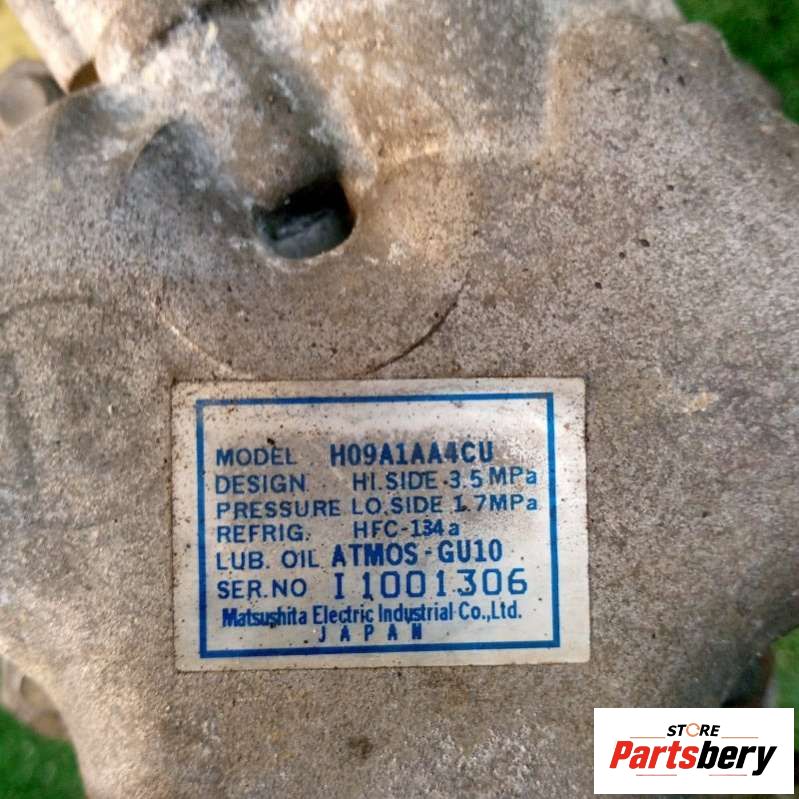 MODEL H09A1AA4CU
DESIGN HI.SIDE 3.5 MPa
PRESSURE LO.SIDE 1.7MPa
REFRIG. HFC-134a
LUB. OIL ATMOS-GU10
SER.NO I1001306
Matsushita Electric Industrial Co.,Ltd.
JAPAN
STORE
Partsbery